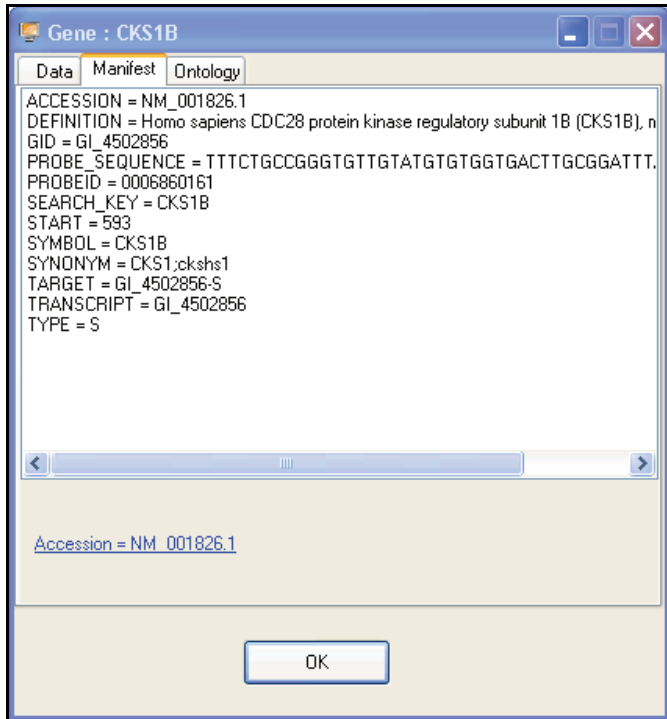 Gene : CKS1B
Data Manifest Ontology
ACCESSION = NM_001826.1
DEFINITION = Homo sapiens CDC28 protein kinase regulatory subunit 1B (CKS1B), n
GID = GI_4502856
PROBE_SEQUENCE = TTTCTGCCGGGTGTTGTATGTGTGGTGACTTGCGGATTT.
PROBEID = 0006860161
SEARCH_KEY = CKS1B
START = 593
SYMBOL = CKS1B
SYNONYM = CKS1;ckshs1
TARGET = GI_4502856-S
TRANSCRIPT = GI_4502856
TYPE = S
Accession = NM_001826.1
OK